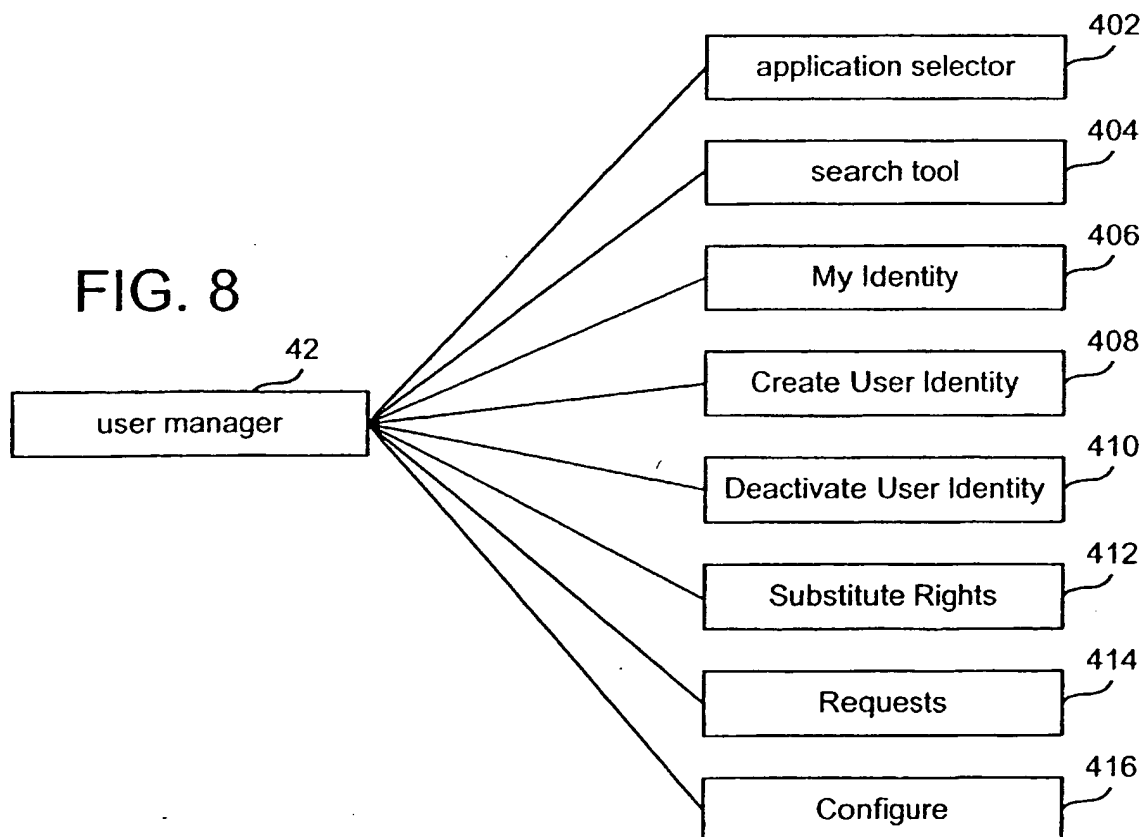 402
application selector
404
search tool
406
My Identity
FIG. 8
408
42
Create User Identity
user manager
410
Deactivate User Identity
412
Substitute Rights
414
Requests
416
Configure